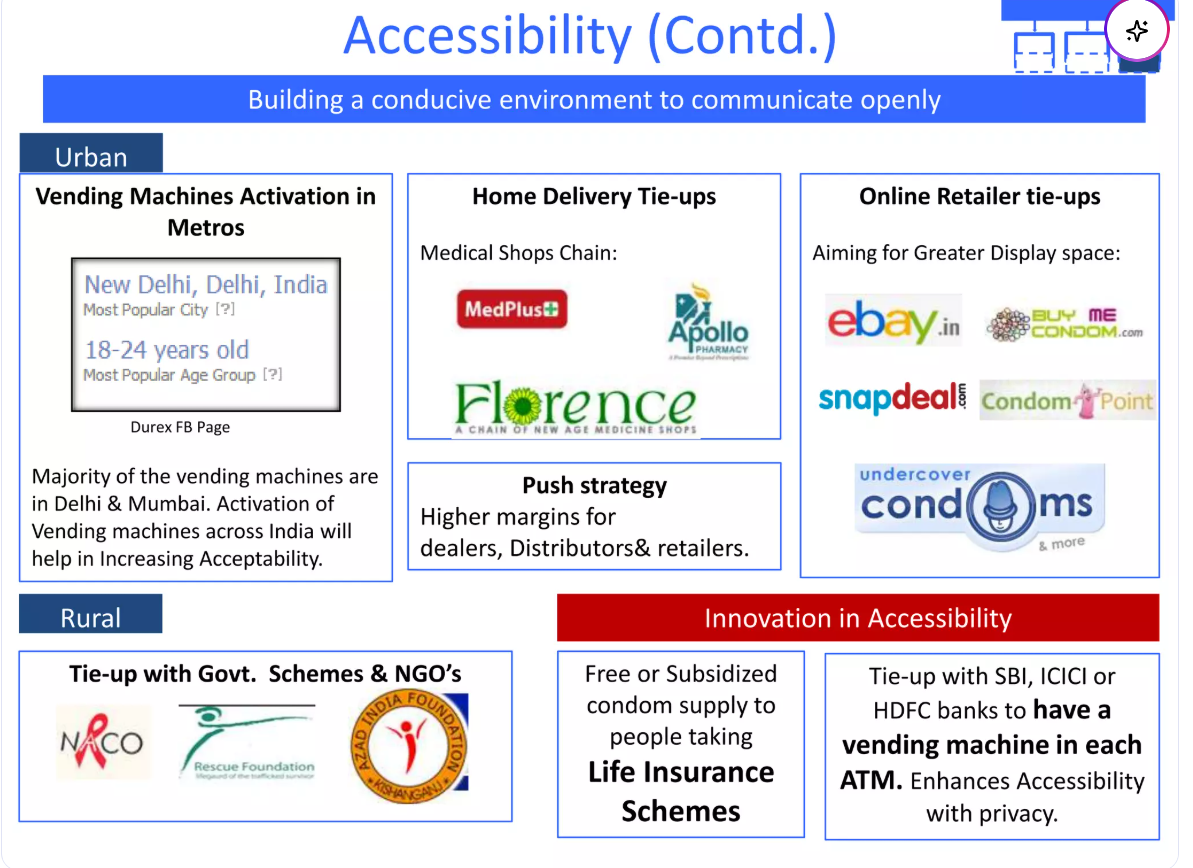 Accessibility (Contd.)
Building a conducive environment to communicate openly
Urban
Vending Machines Activation in
Metros
New Delhi, Delhi, India
Most Popular City [?]
18-24 years old
Most Popular Age Group [?]
Durex FB Page
Majority of the vending machines are
in Delhi & Mumbai. Activation of
Vending machines across India will
help in Increasing Acceptability.
Home Delivery Tie-ups
Medical Shops Chain:
MedPlus
Apollo
PHARMACY
A Promise Beyond Prescriptions
Florence
A CHAIN OF NEW AGE MEDICINE SHOPS
Push strategy
Higher margins for
dealers, Distributors& retailers.
Online Retailer tie-ups
Aiming for Greater Display space:
ebay.in
BUY ME
CONDOM.com
snapdeal.com
Condom Point
undercover
condoms
& more
Rural
Tie-up with Govt. Schemes & NGO's
NACO
Rescue Foundation
of the trafficked survivor
AZAD INDIA FOUNDATION
KISHANGANJ
Innovation in Accessibility
Free or Subsidized
condom supply to
people taking
Life Insurance
Schemes
Tie-up with SBI, ICICI or
HDFC banks to have a
vending machine in each
ATM. Enhances Accessibility
with privacy.